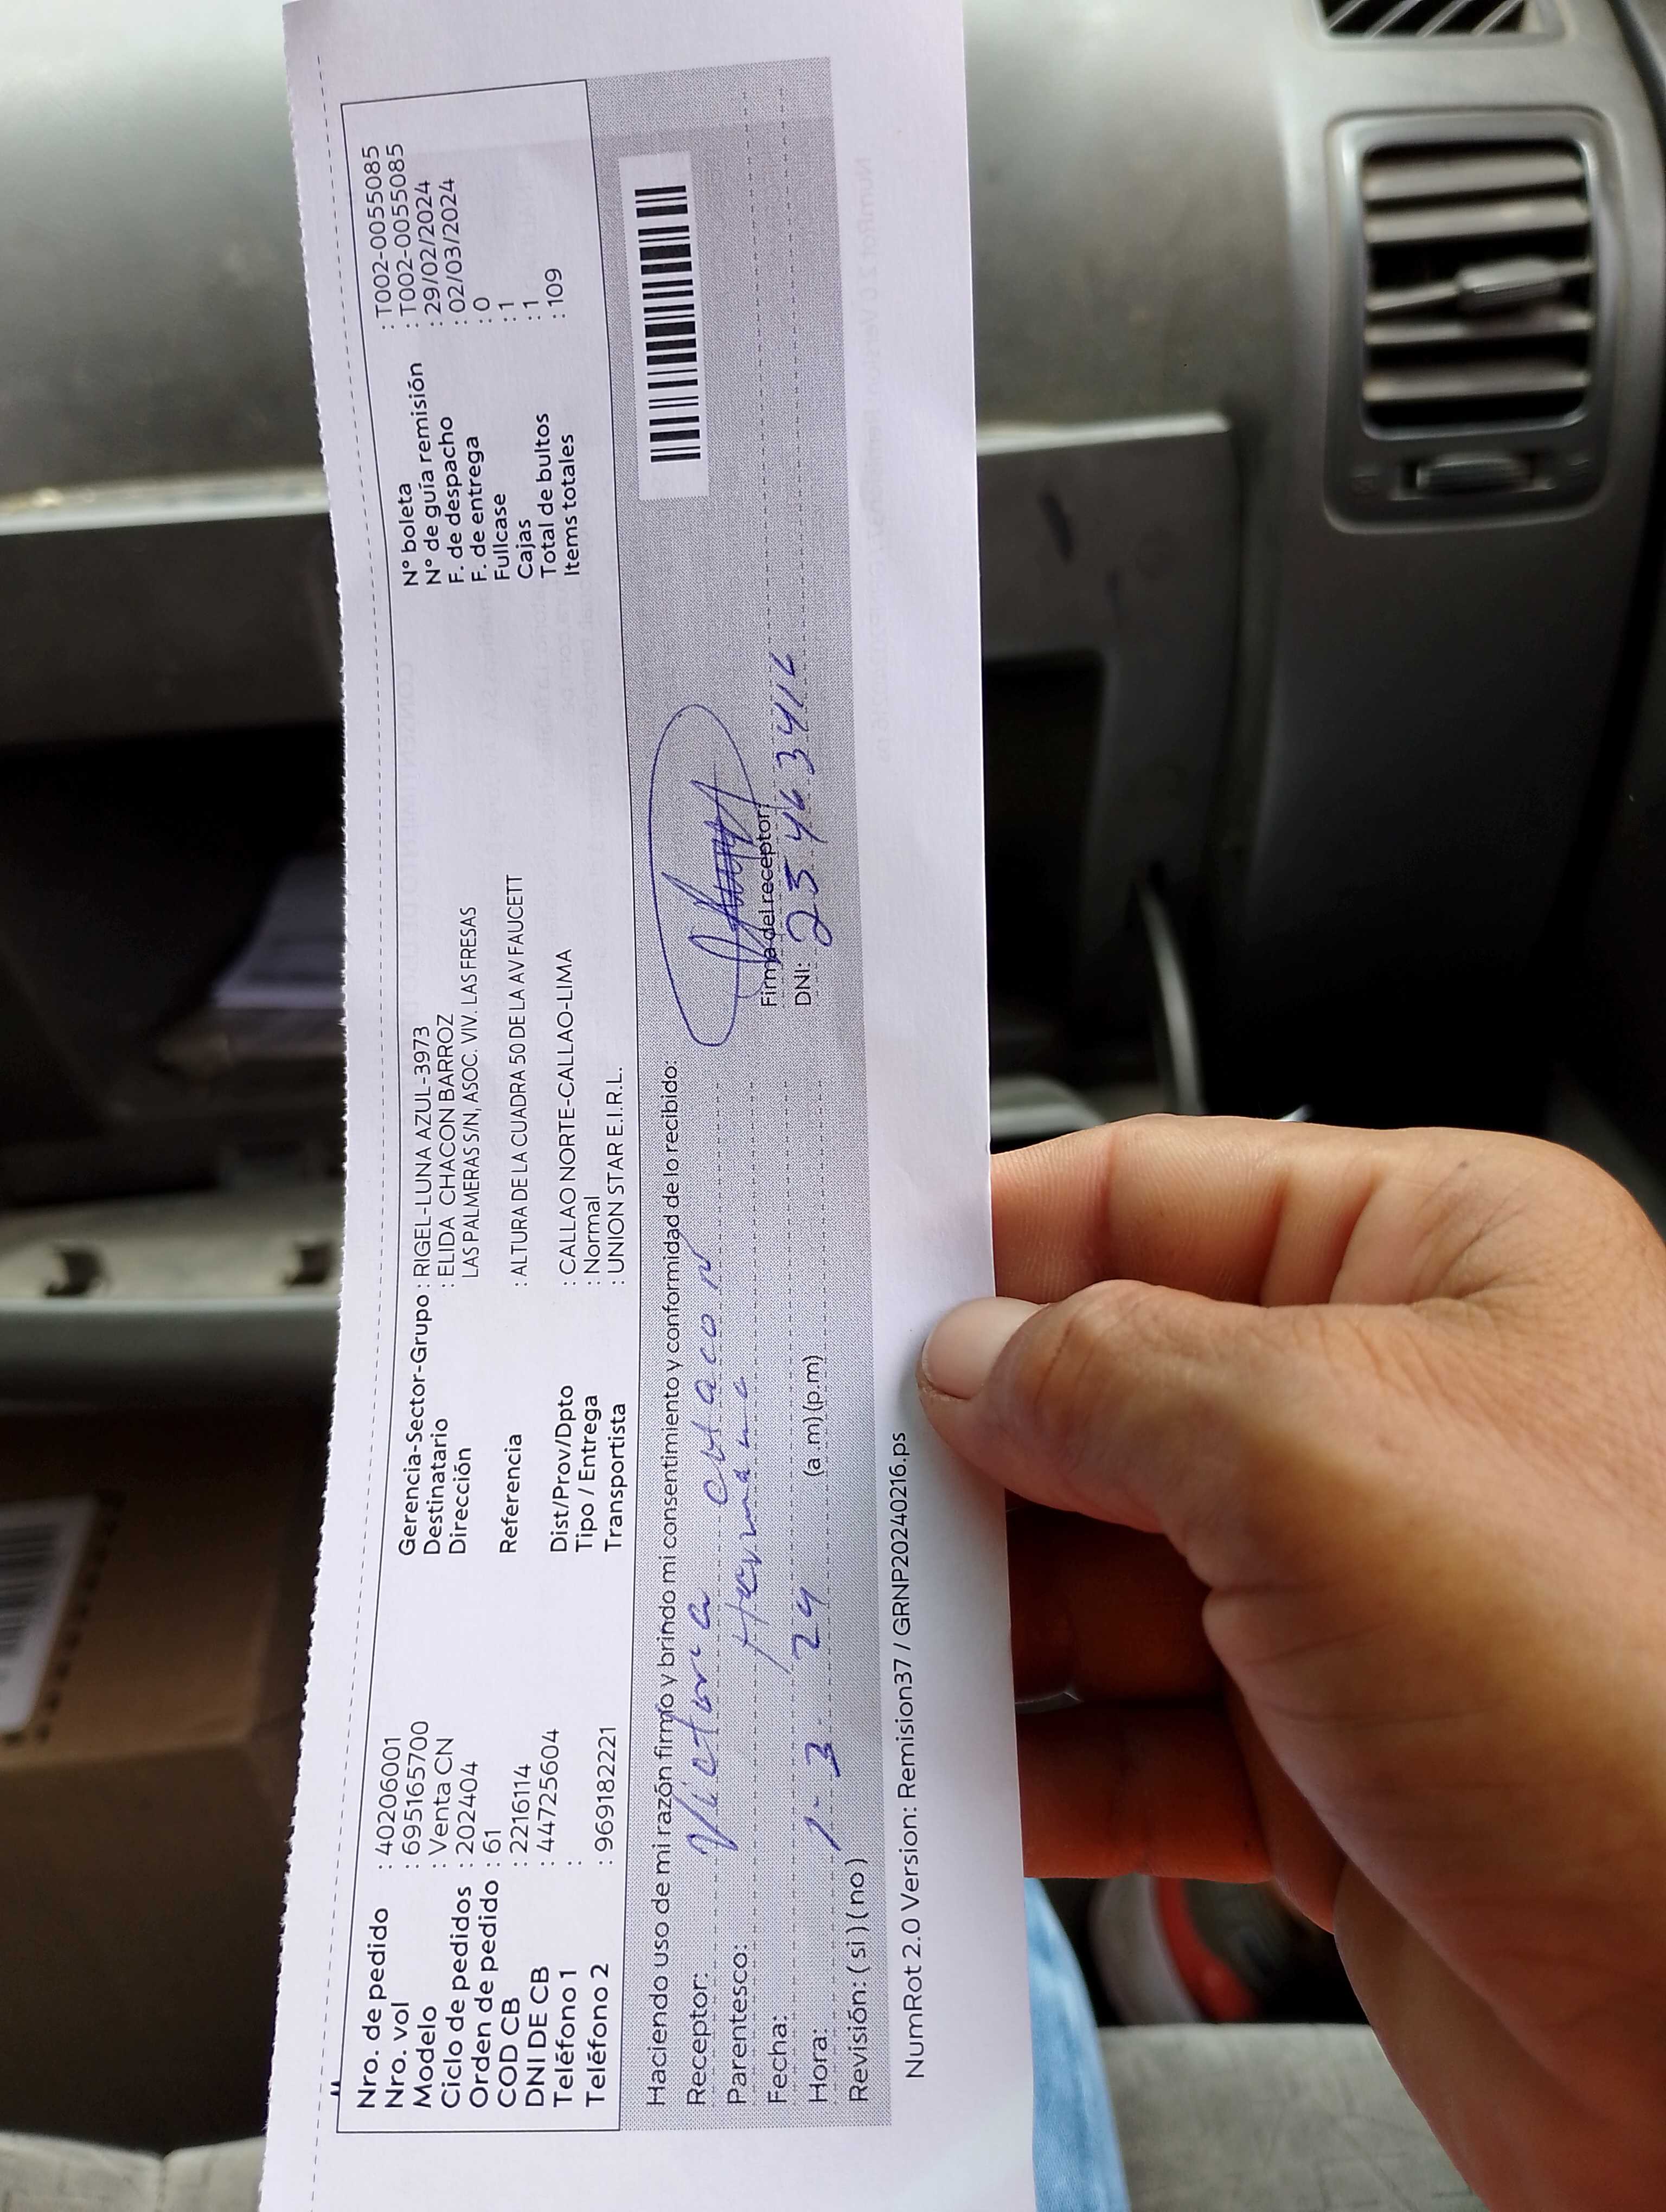 Nro. de pedido : 40206001
Nro. vol : 695165700
Modelo : Venta CN
Ciclo de pedidos : 202404
Orden de pedido : 61
COD CB : 2216114
DNI DE CB : 44725604
Teléfono 1 :
Teléfono 2 : 969182221
Gerencia-Sector-Grupo : RIGEL-LUNA AZUL-3973
Destinatario : ELIDA CHACON BARROZ
Dirección LAS PALMERAS S/N, ASOC. VIV. LAS FRESAS
Referencia : ALTURA DE LA CUADRA 50 DE LA AV FAUCETT
Dist/Prov/Dpto : CALLAO NORTE-CALLAO-LIMA
Tipo / Entrega : Normal
Transportista : UNION STAR E.I.R.L.
N° boleta : T002-0055085
N° de guía remisión : T002-0055085
F. de despacho : 29/02/2024
F. de entrega : 02/03/2024
Fullcase : 0
Cajas : 1
Total de bultos : 1
Items totales : 109
Haciendo uso de mi razón firmo y brindo mi consentimiento y conformidad de lo recibido:
Receptor: Victoria Chacon
Parentesco: Hermana
Fecha: 1-3 24
Hora: (a.m) (p.m)
Revisión: ( si ) ( no )
Firma del receptor
DNI: 25463416
NumRot 2.0 Version: Remision37 / GRNP20240216.ps